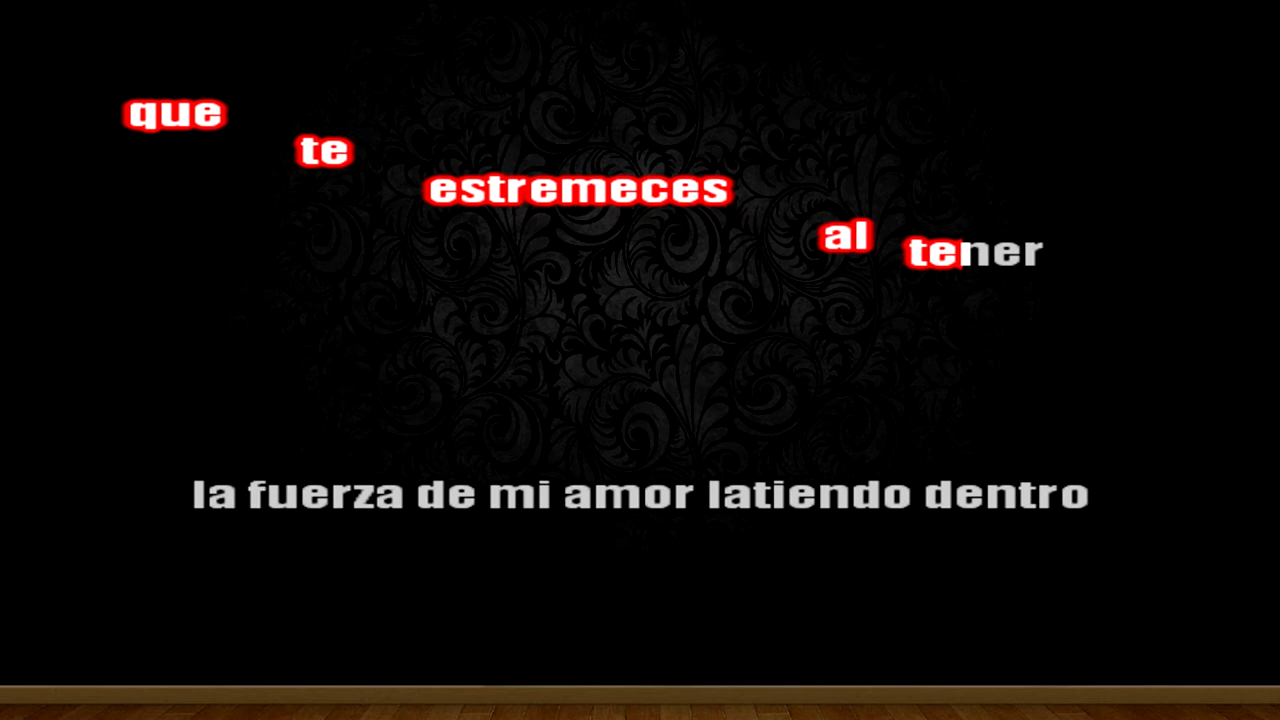 que te estremeces al tener
la fuerza de mi amor latiendo dentro